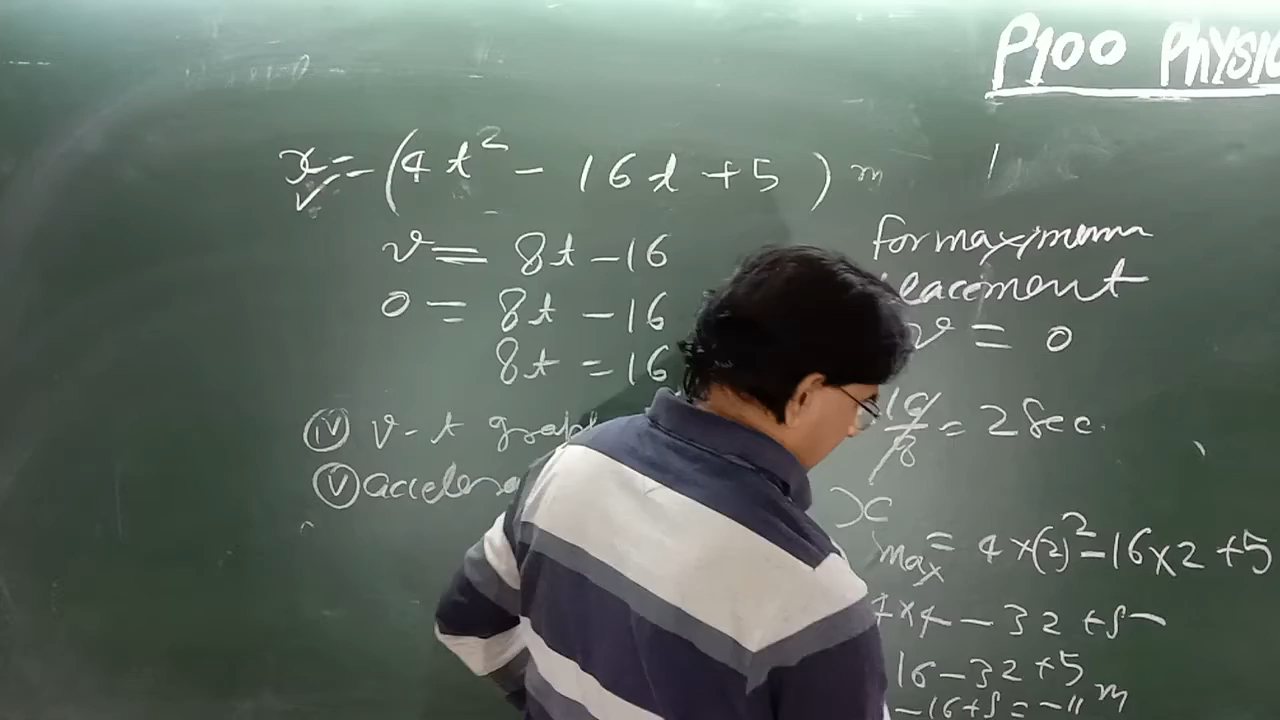 P100 Physic
x = (4t² - 16t + 5) m
v = 8t - 16
0 = 8t - 16
8t = 16
(iv) v-t graph
(v) accelera
for maximum
lacement
v = 0
16/8 = 2 Sec.
x max = 4×(2)² - 16×2 + 5
4×4 - 32 + 5
16 - 32 + 5
-16 + 5 = -11 m